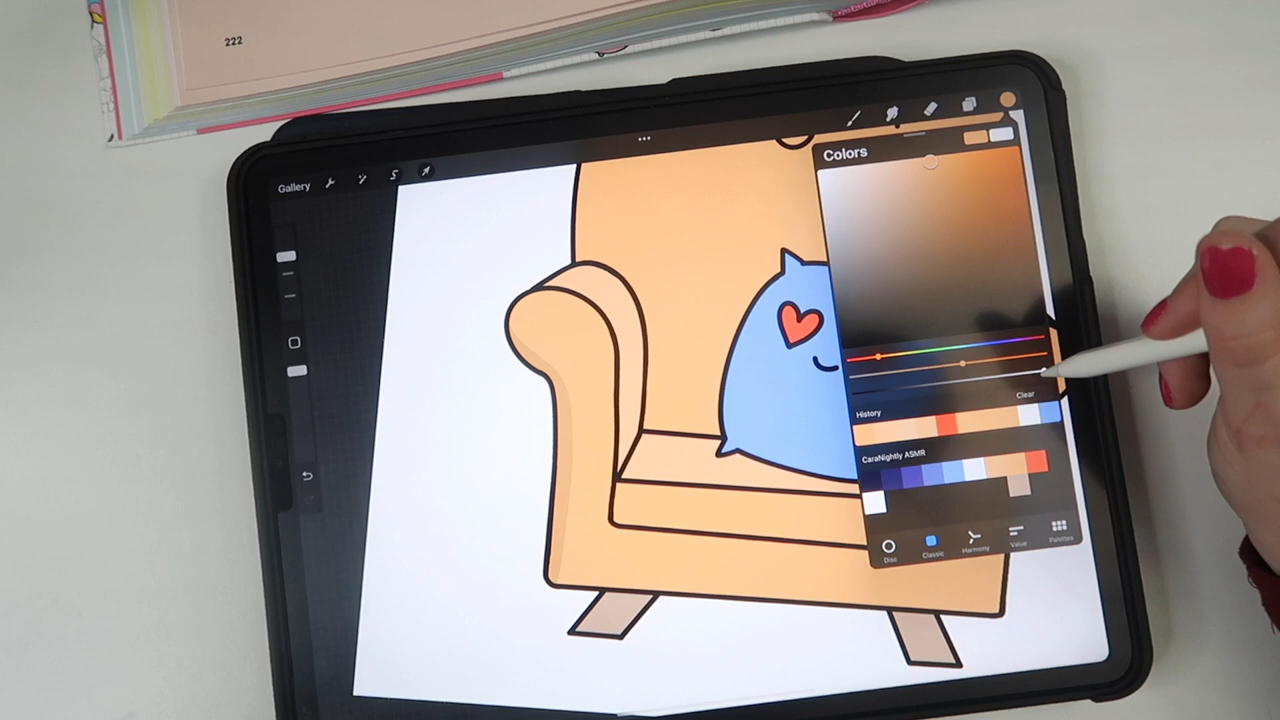 222
Gallery
Colors
Clear
History
CaraNightly ASMR
Disc
Classic
Harmony
Value
Palettes